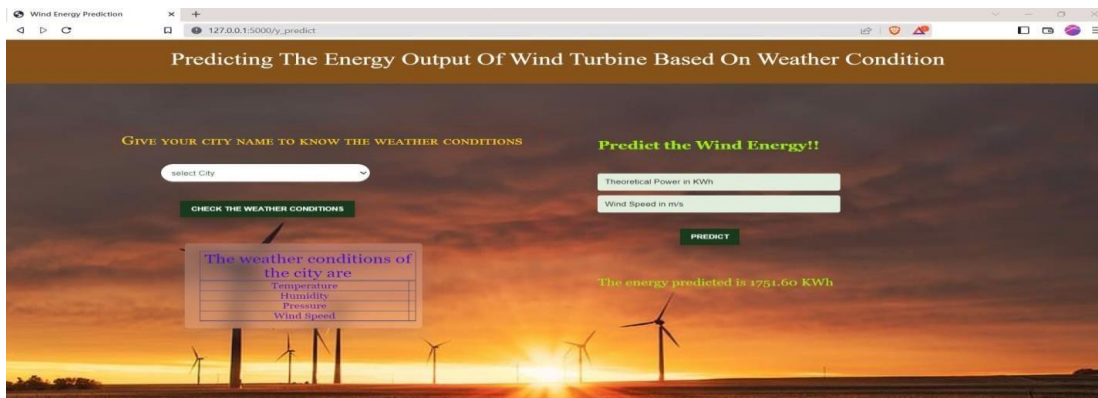 Wind Energy Prediction
127.0.0.1:5000/y_predict
Predicting The Energy Output Of Wind Turbine Based On Weather Condition
GIVE YOUR CITY NAME TO KNOW THE WEATHER CONDITIONS
select City
CHECK THE WEATHER CONDITIONS
The weather conditions of
the city are
Temperature
Humidity
Pressure
Wind Speed
Predict the Wind Energy!!
Theoretical Power in KWh
Wind Speed in m/s
PREDICT
The energy predicted is 1751.60 KWh